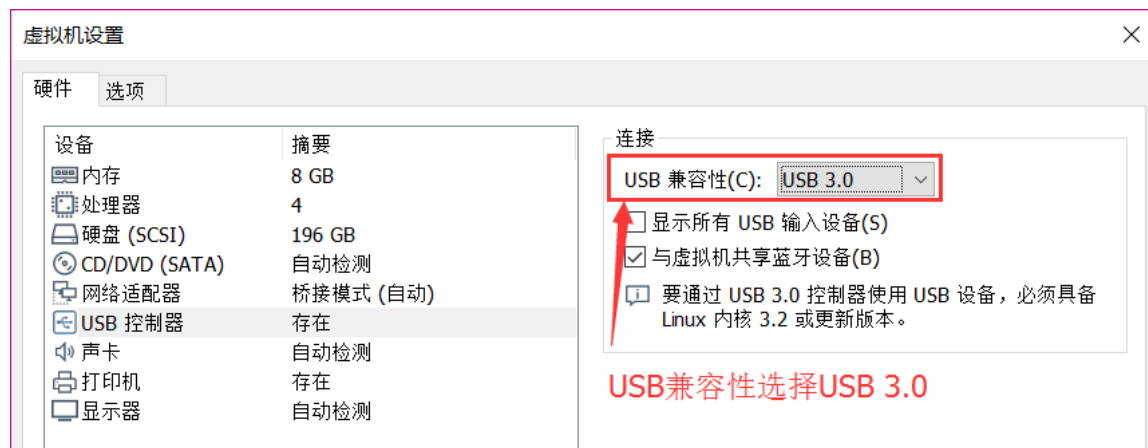 虚拟机设置
硬件 选项
设备 摘要
内存 8 GB
处理器 4
硬盘 (SCSI) 196 GB
CD/DVD (SATA) 自动检测
网络适配器 桥接模式 (自动)
USB 控制器 存在
声卡 自动检测
打印机 存在
显示器 自动检测
连接
USB 兼容性(C): USB 3.0
显示所有 USB 输入设备(S)
与虚拟机共享蓝牙设备(B)
要通过 USB 3.0 控制器使用 USB 设备，必须具备
Linux 内核 3.2 或更新版本。
USB兼容性选择USB 3.0